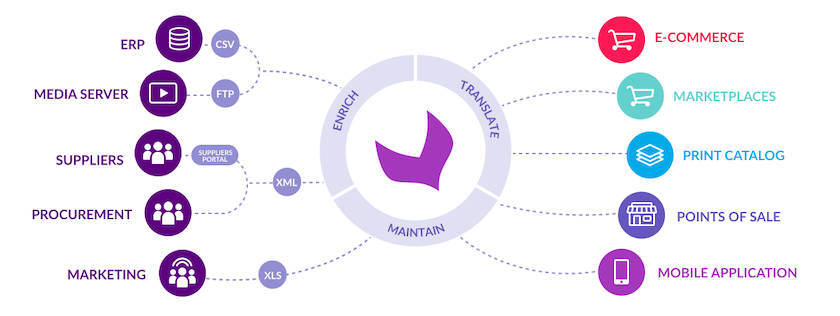 ERP
CSV
MEDIA SERVER
FTP
SUPPLIERS
SUPPLIERS
PORTAL
PROCUREMENT
XML
MARKETING
XLS
ENRICH
TRANSLATE
MAINTAIN
E-COMMERCE
MARKETPLACES
PRINT CATALOG
POINTS OF SALE
MOBILE APPLICATION